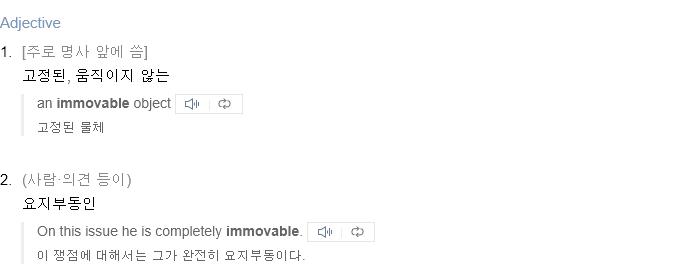 Adjective
1. [주로 명사 앞에 씀]
고정된, 움직이지 않는
an immovable object
고정된 물체
2. (사람·의견 등이)
요지부동인
On this issue he is completely immovable.
이 쟁점에 대해서는 그가 완전히 요지부동이다.